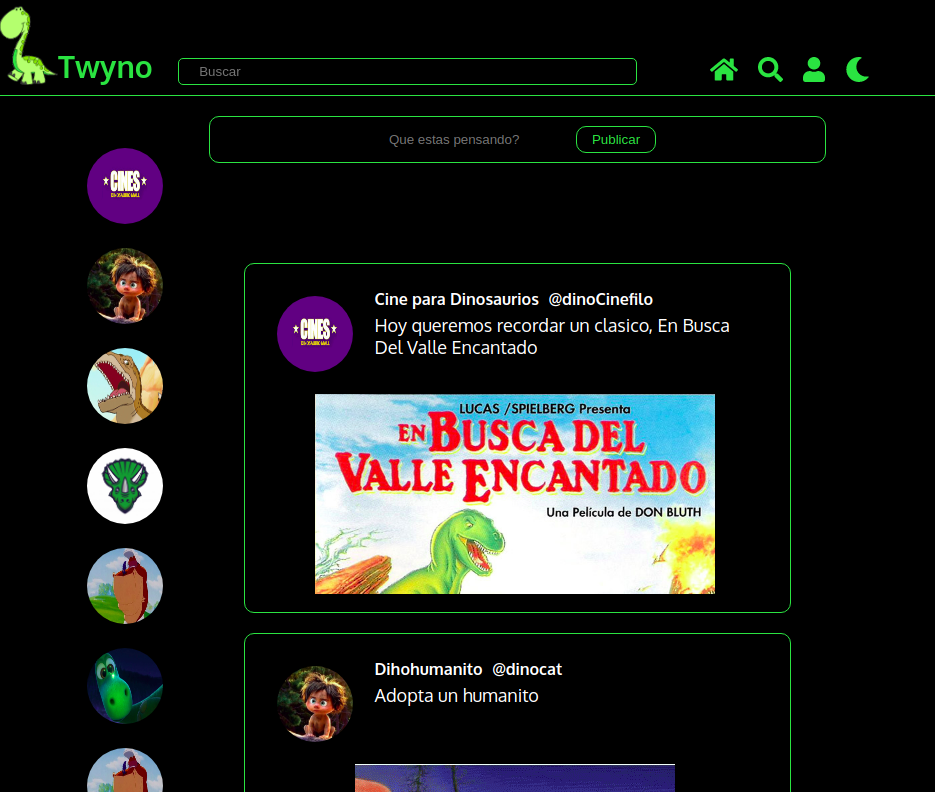 Twyno
Buscar
Que estas pensando?
Publicar
CINES
Cine para Dinosaurios @dinoCinefilo
Hoy queremos recordar un clasico, En Busca
Del Valle Encantado
CINES
LUCAS /SPIELBERG Presenta
EN BUSCA DEL
VALLE ENCANTADO
Una Película de DON BLUTH
Dihohumanito @dinocat
Adopta un humanito